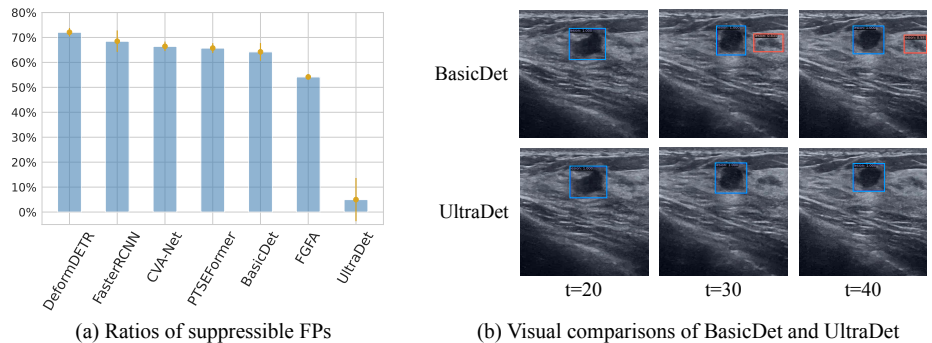 80%
70%
60%
50%
40%
30%
20%
10%
0%
DeformDETR
FasterRCNN
CVA-Net
PTSEFormer
BasicDet
FGFA
UltraDet
(a) Ratios of suppressible FPs
BasicDet
UltraDet
t=20
t=30
t=40
(b) Visual comparisons of BasicDet and UltraDet